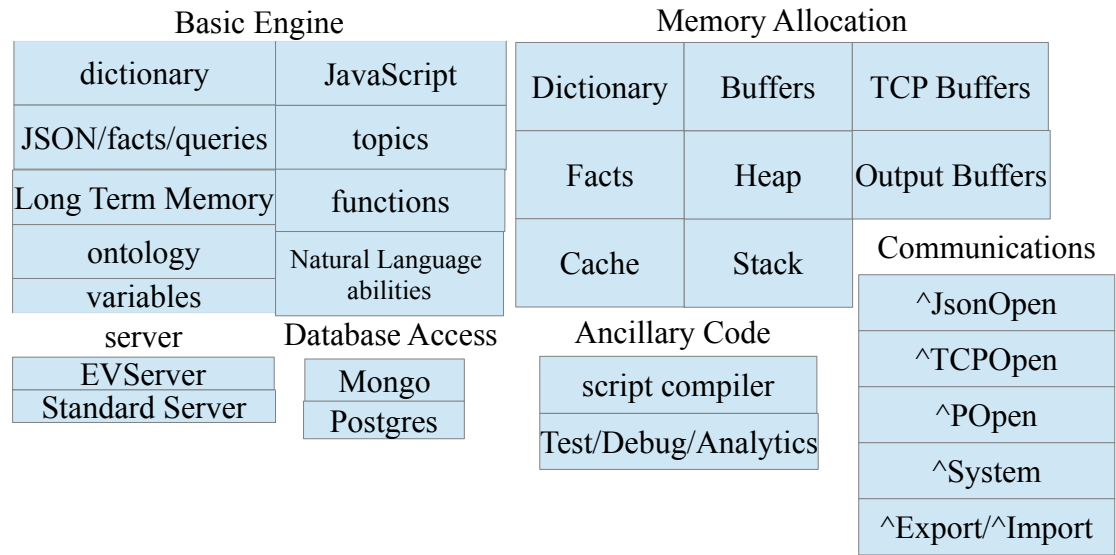 Basic Engine
dictionary
JavaScript
JSON/facts/queries
topics
Long Term Memory
functions
ontology
Natural Language
abilities
variables
Memory Allocation
Dictionary
Buffers
TCP Buffers
Facts
Heap
Output Buffers
Cache
Stack
server
EVServer
Standard Server
Database Access
Mongo
Postgres
Ancillary Code
script compiler
Test/Debug/Analytics
Communications
^JsonOpen
^TCPOpen
^POpen
^System
^Export/^Import